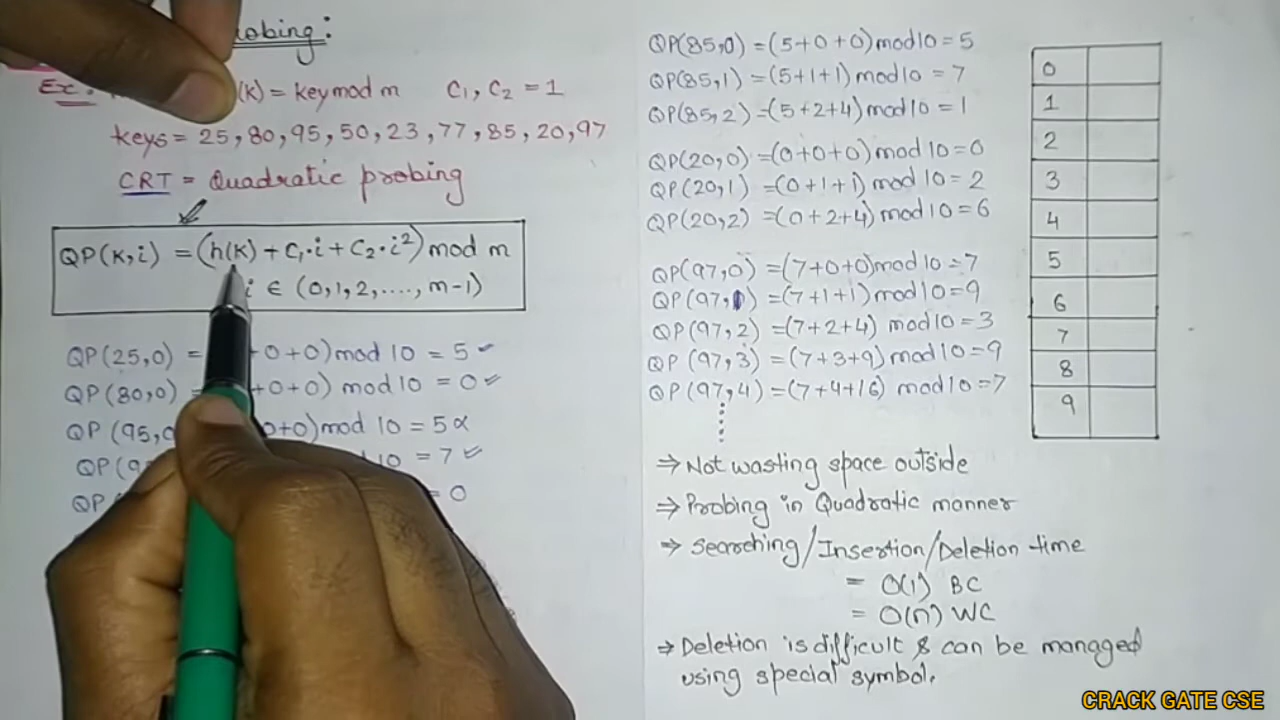 robing:
Ex: (K) = key mod m C₁, C₂ = 1
keys = 25, 80, 95, 50, 23, 77, 85, 20, 97
CRT = Quadratic probing
QP(K,i) = (h(K) + C₁·i + C₂·i²) mod m
i ∈ (0,1,2,....,m-1)
QP(25,0) = +0+0) mod 10 = 5 ✓
QP(80,0) = +0+0) mod 10 = 0 ✓
QP(95,0 0+0) mod 10 = 5 x
QP(9 10 = 7 ✓
QP = 0
QP(85,0) = (5+0+0) mod 10 = 5
QP(85,1) = (5+1+1) mod 10 = 7
QP(85,2) = (5+2+4) mod 10 = 1
QP(20,0) = (0+0+0) mod 10 = 0
QP(20,1) = (0+1+1) mod 10 = 2
QP(20,2) = (0+2+4) mod 10 = 6
QP(97,0) = (7+0+0) mod 10 = 7
QP(97,1) = (7+1+1) mod 10 = 9
QP(97,2) = (7+2+4) mod 10 = 3
QP(97,3) = (7+3+9) mod 10 = 9
QP(97,4) = (7+4+16) mod 10 = 7
⇒ Not wasting space outside
⇒ Probing in Quadratic manner
⇒ Searching/Insertion/Deletion time
= O(1) BC
= O(n) WC
⇒ Deletion is difficult & can be managed
using special symbol.
0
1
2
3
4
5
6
7
8
9
CRACK GATE CSE